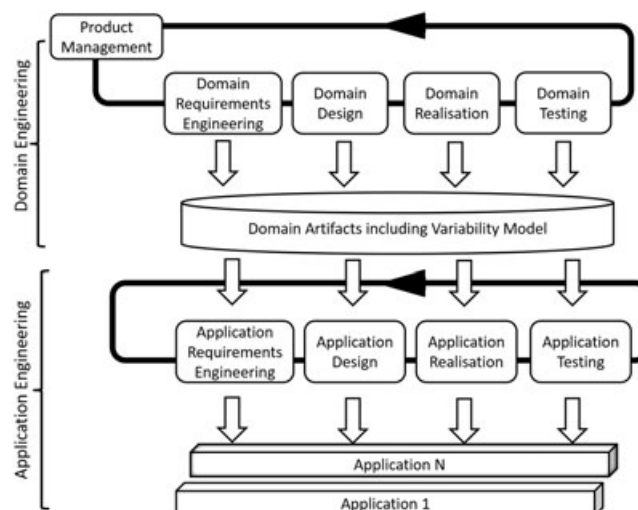 Product
Management
Domain Engineering
Domain
Requirements
Engineering
Domain
Design
Domain
Realisation
Domain
Testing
Domain Artifacts including Variability Model
Application Engineering
Application
Requirements
Engineering
Application
Design
Application
Realisation
Application
Testing
Application N
Application 1